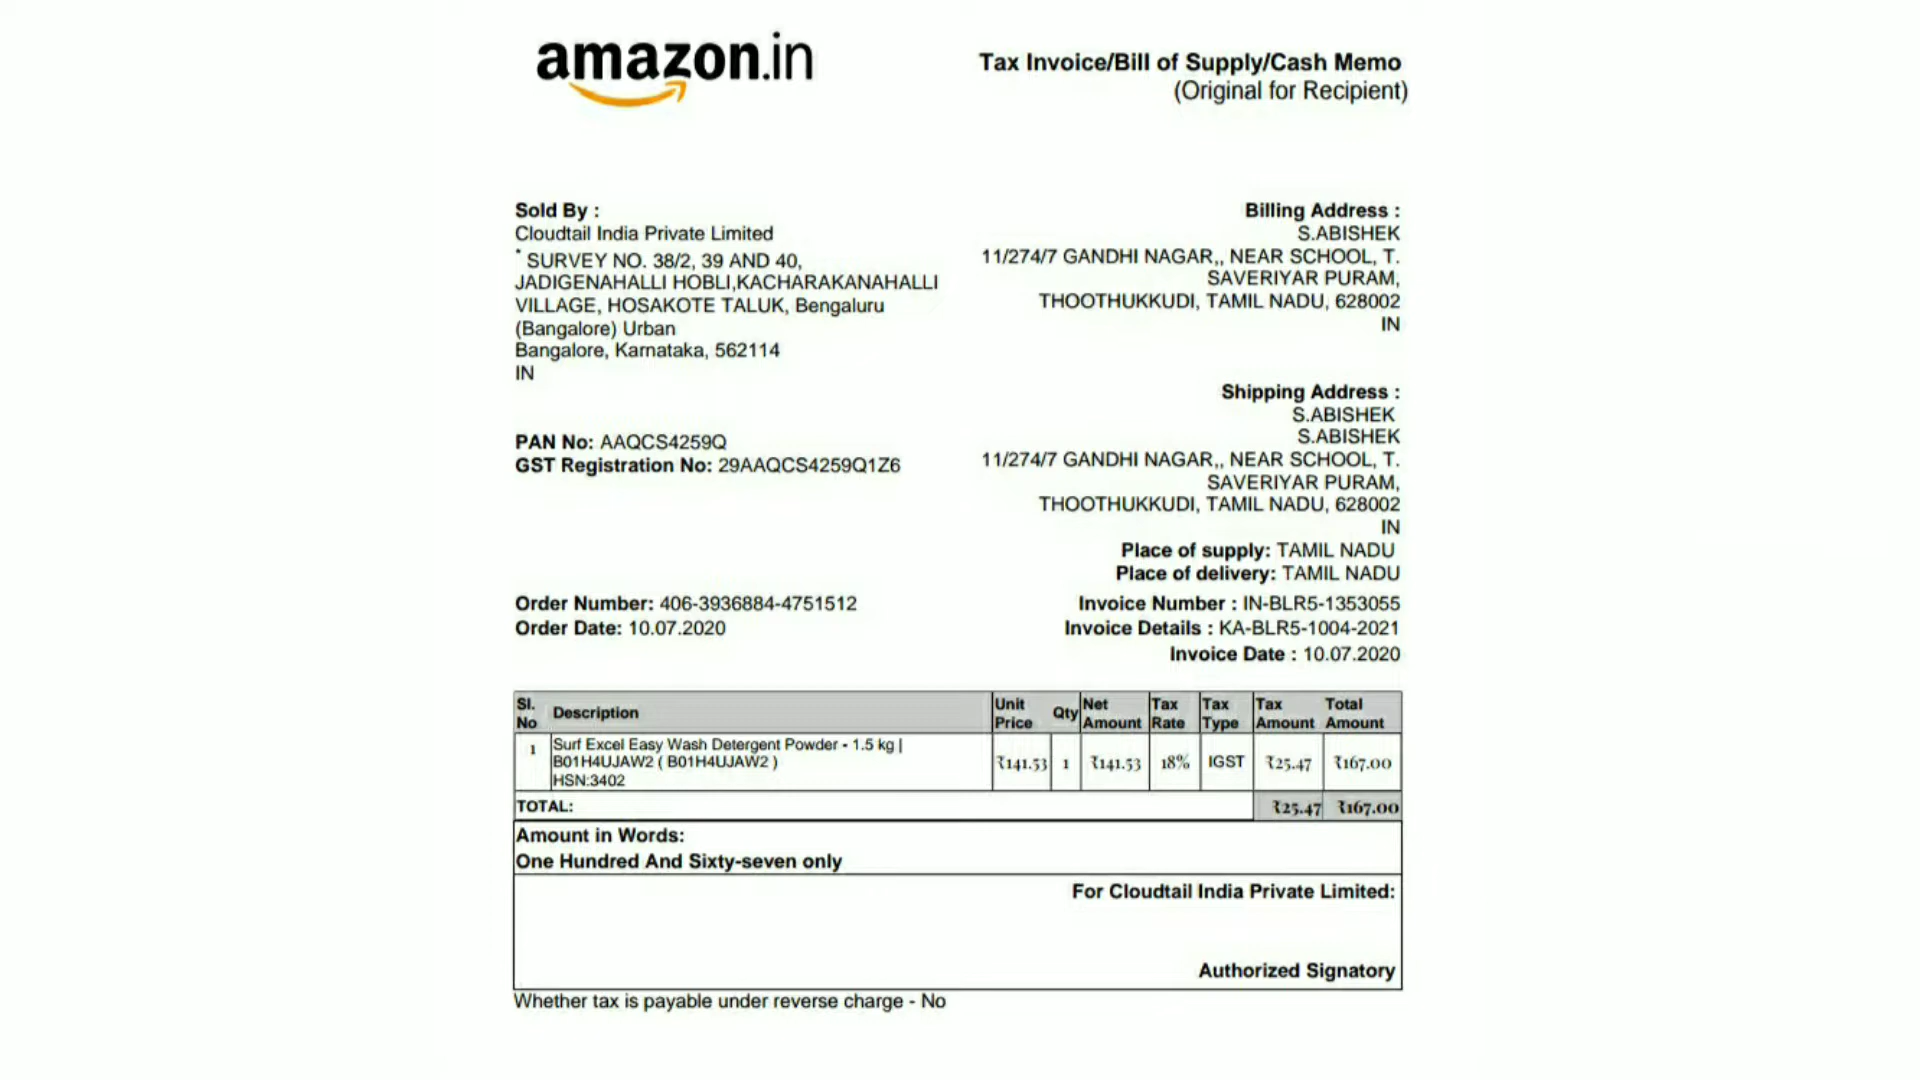 amazon.in
Tax Invoice/Bill of Supply/Cash Memo
(Original for Recipient)
Sold By :
Cloudtail India Private Limited
* SURVEY NO. 38/2, 39 AND 40,
JADIGENAHALLI HOBLI,KACHARAKANAHALLI
VILLAGE, HOSAKOTE TALUK, Bengaluru
(Bangalore) Urban
Bangalore, Karnataka, 562114
IN
PAN No: AAQCS4259Q
GST Registration No: 29AAQCS4259Q1Z6
Billing Address :
S.ABISHEK
11/274/7 GANDHI NAGAR,, NEAR SCHOOL, T.
SAVERIYAR PURAM,
THOOTHUKKUDI, TAMIL NADU, 628002
IN
Shipping Address :
S.ABISHEK
S.ABISHEK
11/274/7 GANDHI NAGAR,, NEAR SCHOOL, T.
SAVERIYAR PURAM,
THOOTHUKKUDI, TAMIL NADU, 628002
IN
Place of supply: TAMIL NADU
Place of delivery: TAMIL NADU
Order Number: 406-3936884-4751512
Order Date: 10.07.2020
Invoice Number : IN-BLR5-1353055
Invoice Details : KA-BLR5-1004-2021
Invoice Date : 10.07.2020
Sl. No Description Unit Price Qty Net Amount Tax Rate Tax Type Tax Amount Total Amount
1 Surf Excel Easy Wash Detergent Powder - 1.5 kg |
B01H4UJAW2 ( B01H4UJAW2 )
HSN:3402
₹141.53 1 ₹141.53 18% IGST ₹25.47 ₹167.00
TOTAL: ₹25.47 ₹167.00
Amount in Words:
One Hundred And Sixty-seven only
For Cloudtail India Private Limited:
Authorized Signatory
Whether tax is payable under reverse charge - No